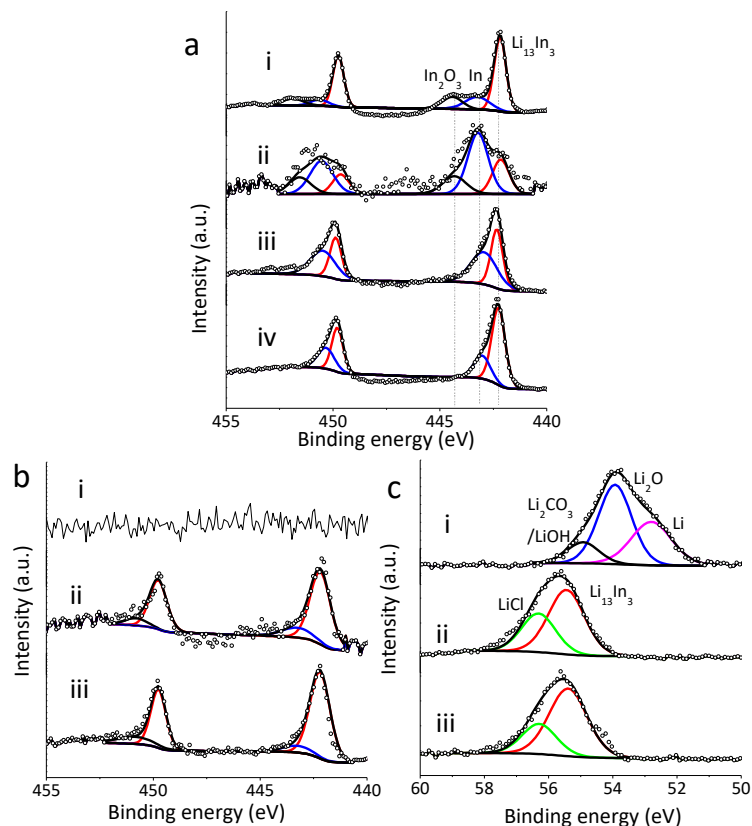 a
i
In₂O₃ In
Li₁₃In₃
ii
iii
iv
Intensity (a.u.)
455 450 445 440
Binding energy (eV)
b
i
ii
iii
Intensity (a.u.)
455 450 445 440
Binding energy (eV)
c
i
Li₂CO₃
/LiOH
Li₂O
Li
ii
LiCl
Li₁₃In₃
iii
Intensity (a.u.)
60 58 56 54 52 50
Binding energy (eV)